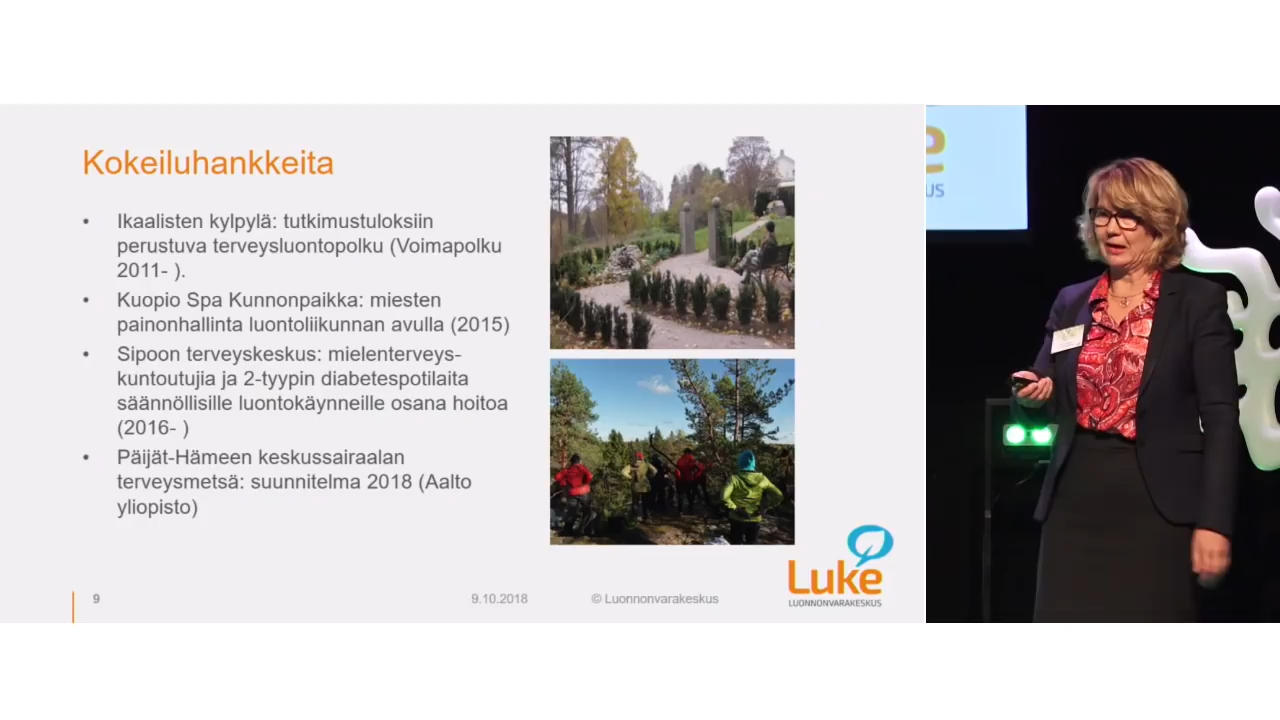 Kokeiluhankkeita
• Ikaalisten kylpylä: tutkimustuloksiin
perustuva terveysluontopolku (Voimapolku
2011- ).
• Kuopio Spa Kunnonpaikka: miesten
painonhallinta luontoliikunnan avulla (2015)
• Sipoon terveyskeskus: mielenterveys-
kuntoutujia ja 2-tyypin diabetespotilaita
säännöllisille luontokäynneille osana hoitoa
(2016- )
• Päijät-Hämeen keskussairaalan
terveysmetsä: suunnitelma 2018 (Aalto
yliopisto)
9
9.10.2018
© Luonnonvarakeskus
Luke
LUONNONVARAKESKUS
e
US